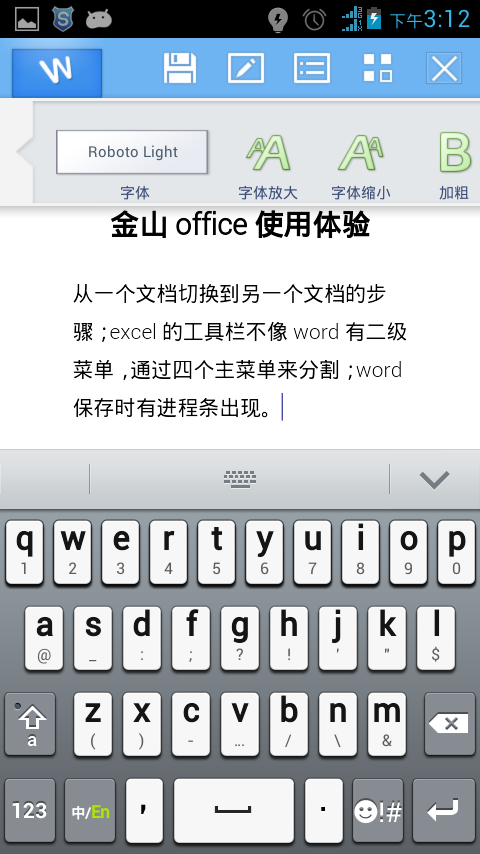 下午3:12
W
Roboto Light
字体 字体放大 字体缩小 加粗
金山 office 使用体验
从一个文档切换到另一个文档的步
骤；excel 的工具栏不像 word 有二级
菜单，通过四个主菜单来分割；word
保存时有进程条出现。
q w e r t y u i o p
1 2 3 4 5 6 7 8 9 0
a s d f g h j k l
@ _ : ; ? ! ' " $
z x c v b n m
a ( ) - ... / \ &
123 中/En , . !#